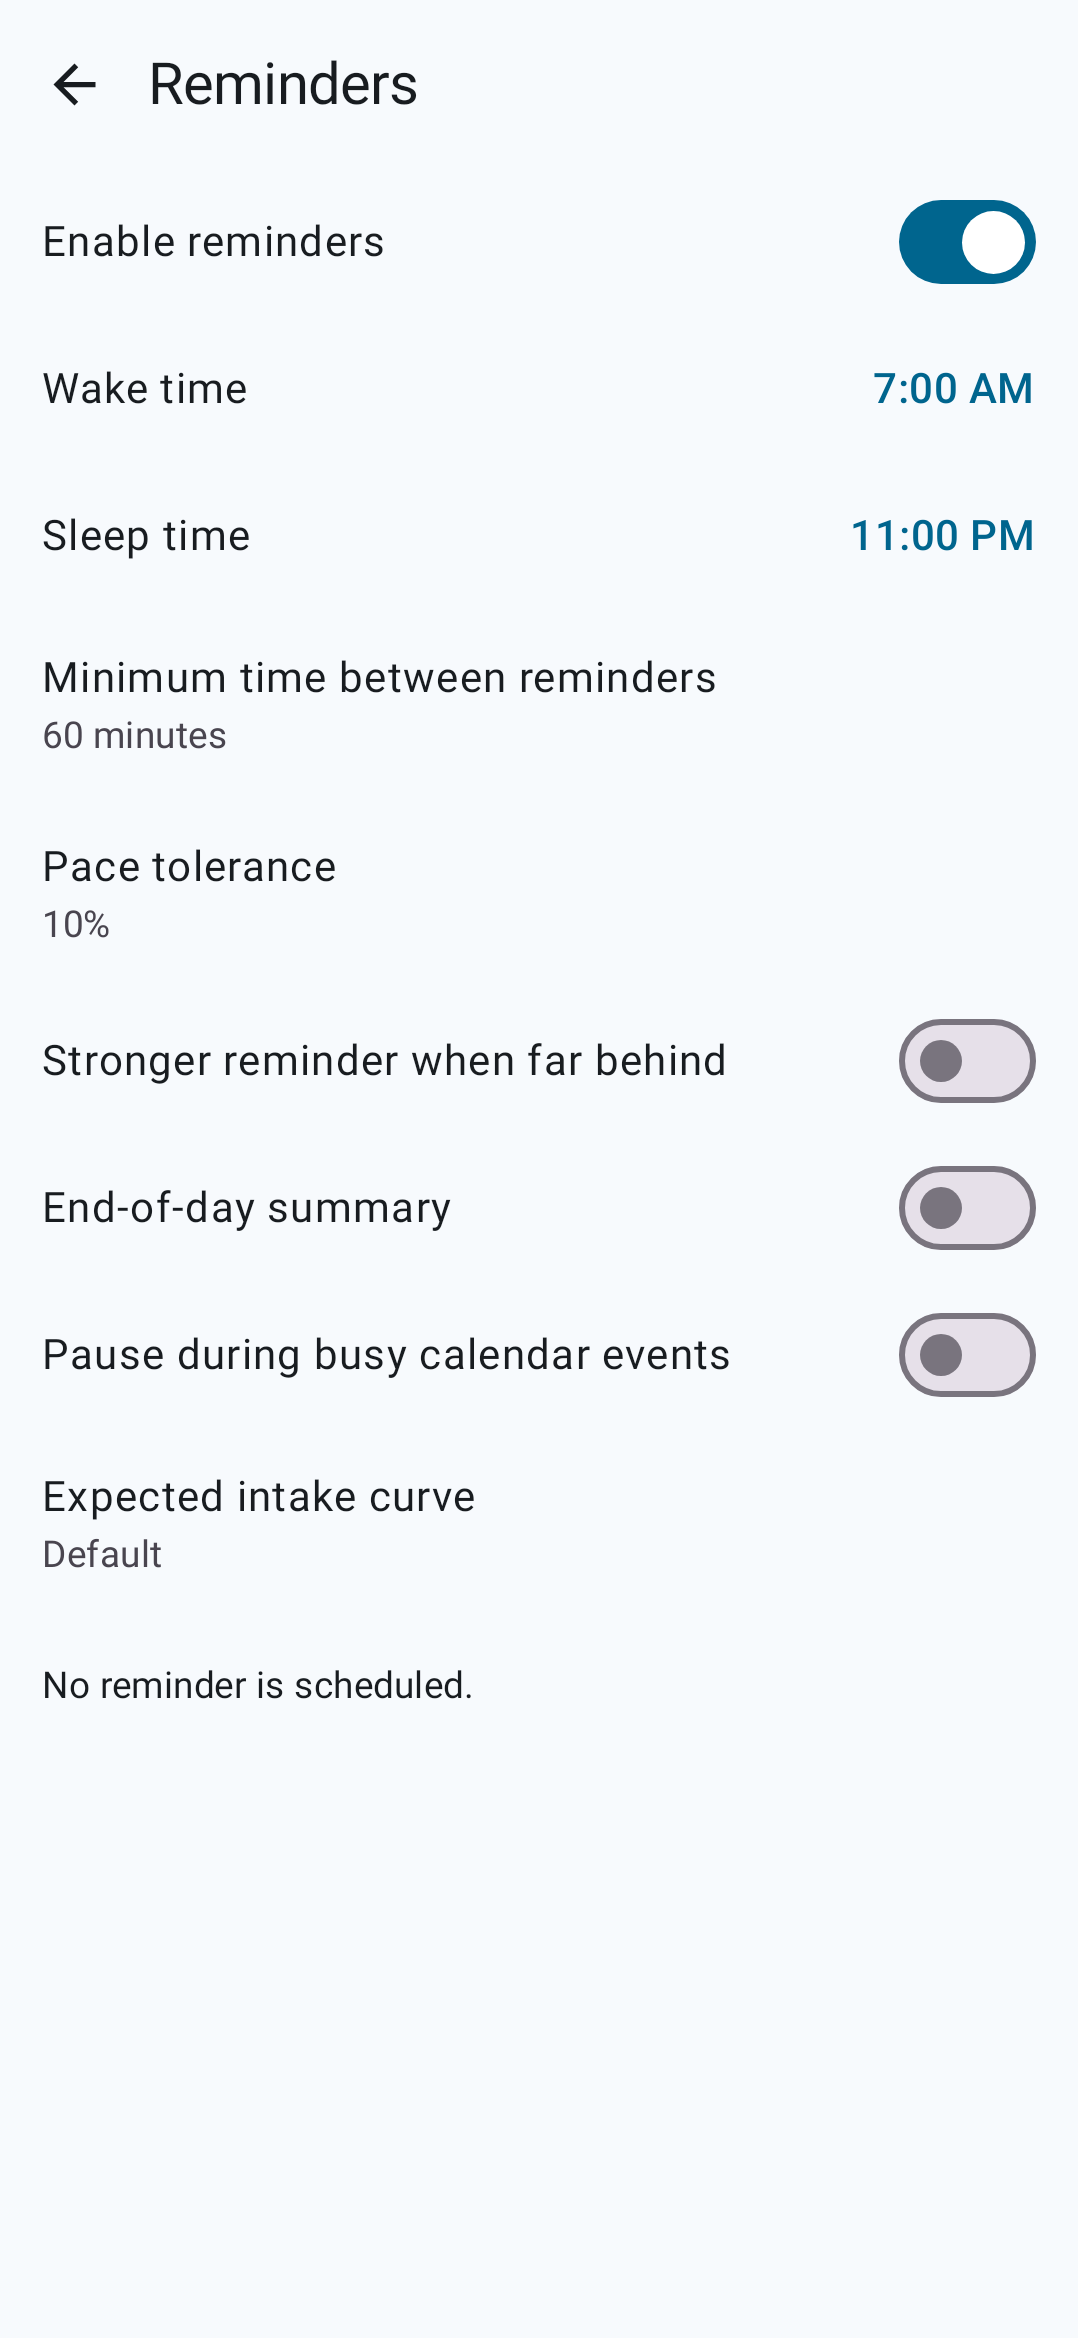 Reminders
Enable reminders
Wake time
7:00 AM
Sleep time
11:00 PM
Minimum time between reminders
60 minutes
Pace tolerance
10%
Stronger reminder when far behind
End-of-day summary
Pause during busy calendar events
Expected intake curve
Default
No reminder is scheduled.